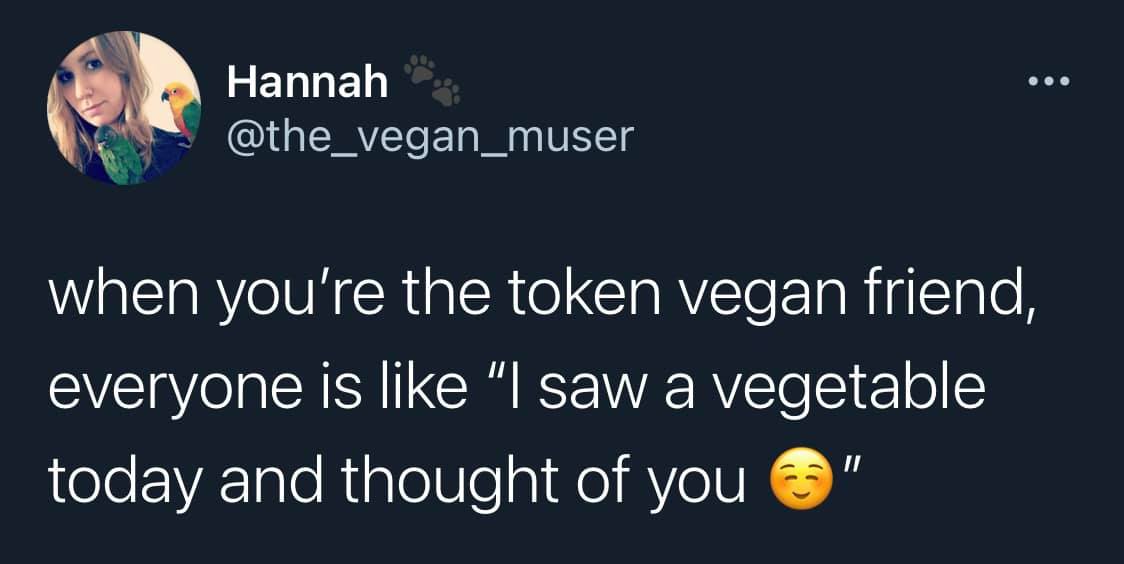 Hannah 🐾
@the_vegan_muser
when you’re the token vegan friend,
everyone is like “I saw a vegetable
today and thought of you ☺️”